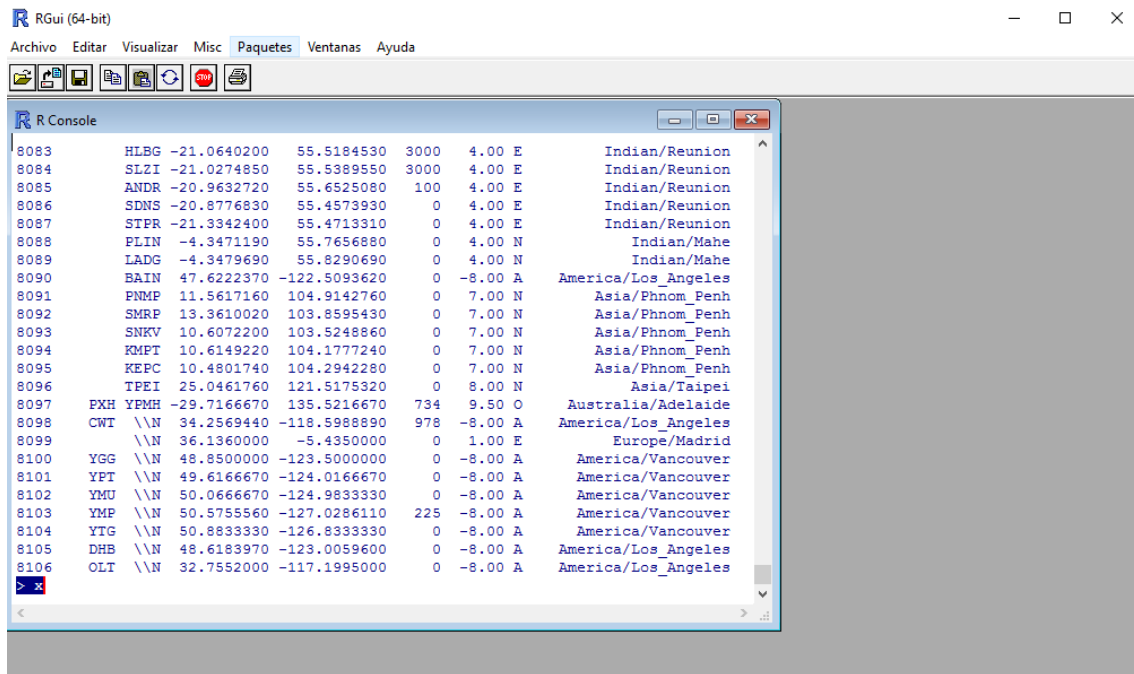 RGui (64-bit)
Archivo Editar Visualizar Misc Paquetes Ventanas Ayuda
STOP
R Console
8083 HLBG -21.0640200 55.5184530 3000 4.00 E Indian/Reunion
8084 SLZI -21.0274850 55.5389550 3000 4.00 E Indian/Reunion
8085 ANDR -20.9632720 55.6525080 100 4.00 E Indian/Reunion
8086 SDNS -20.8776830 55.4573930 0 4.00 E Indian/Reunion
8087 STPR -21.3342400 55.4713310 0 4.00 E Indian/Reunion
8088 PLIN -4.3471190 55.7656880 0 4.00 N Indian/Mahe
8089 LADG -4.3479690 55.8290690 0 4.00 N Indian/Mahe
8090 BAIN 47.6222370 -122.5093620 0 -8.00 A America/Los_Angeles
8091 PNMP 11.5617160 104.9142760 0 7.00 N Asia/Phnom_Penh
8092 SMRP 13.3610020 103.8595430 0 7.00 N Asia/Phnom_Penh
8093 SNKV 10.6072200 103.5248860 0 7.00 N Asia/Phnom_Penh
8094 KMPT 10.6149220 104.1777240 0 7.00 N Asia/Phnom_Penh
8095 KEPC 10.4801740 104.2942280 0 7.00 N Asia/Phnom_Penh
8096 TPEI 25.0461760 121.5175320 0 8.00 N Asia/Taipei
8097 PXH YPMH -29.7166670 135.5216670 734 9.50 O Australia/Adelaide
8098 CWT \\N 34.2569440 -118.5988890 978 -8.00 A America/Los_Angeles
8099 \\N 36.1360000 -5.4350000 0 1.00 E Europe/Madrid
8100 YGG \\N 48.8500000 -123.5000000 0 -8.00 A America/Vancouver
8101 YPT \\N 49.6166670 -124.0166670 0 -8.00 A America/Vancouver
8102 YMU \\N 50.0666670 -124.9833330 0 -8.00 A America/Vancouver
8103 YMP \\N 50.5755560 -127.0286110 225 -8.00 A America/Vancouver
8104 YTG \\N 50.8833330 -126.8333330 0 -8.00 A America/Vancouver
8105 DHB \\N 48.6183970 -123.0059600 0 -8.00 A America/Los_Angeles
8106 OLT \\N 32.7552000 -117.1995000 0 -8.00 A America/Los_Angeles
> x